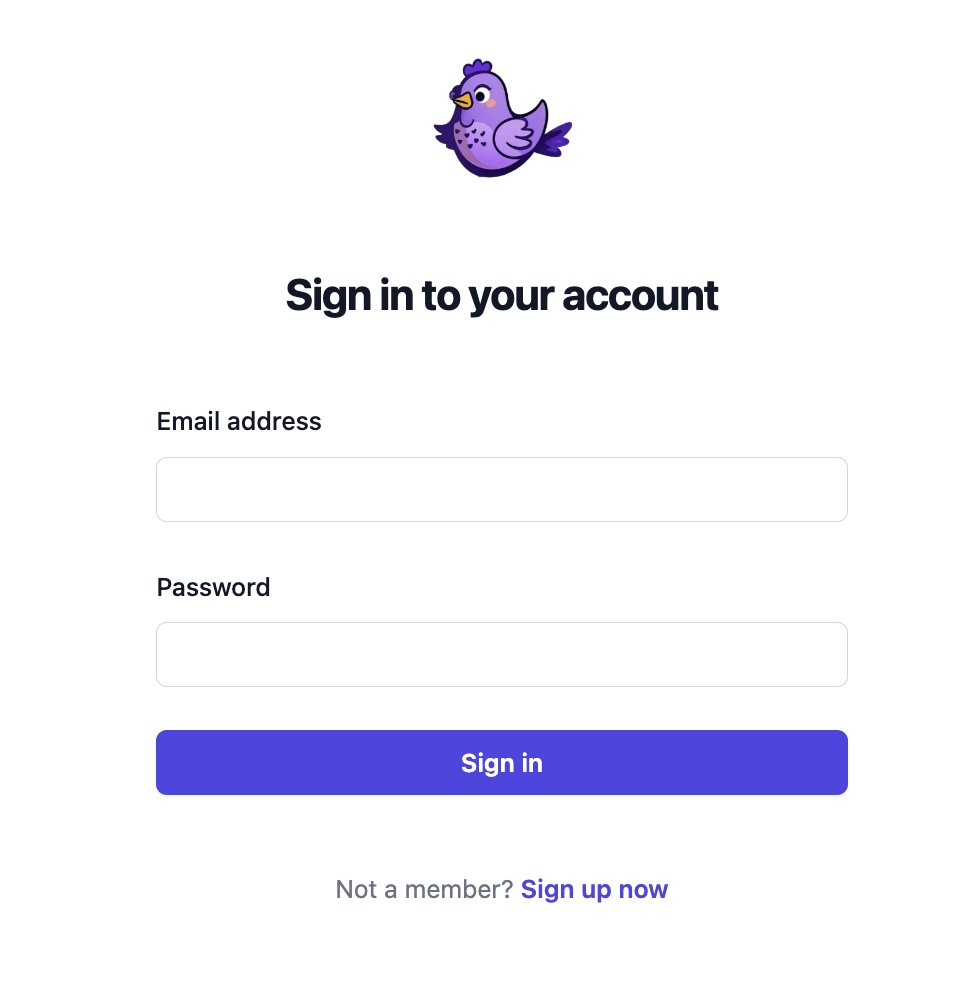 Sign in to your account
Email address
Password
Sign in
Not a member? Sign up now